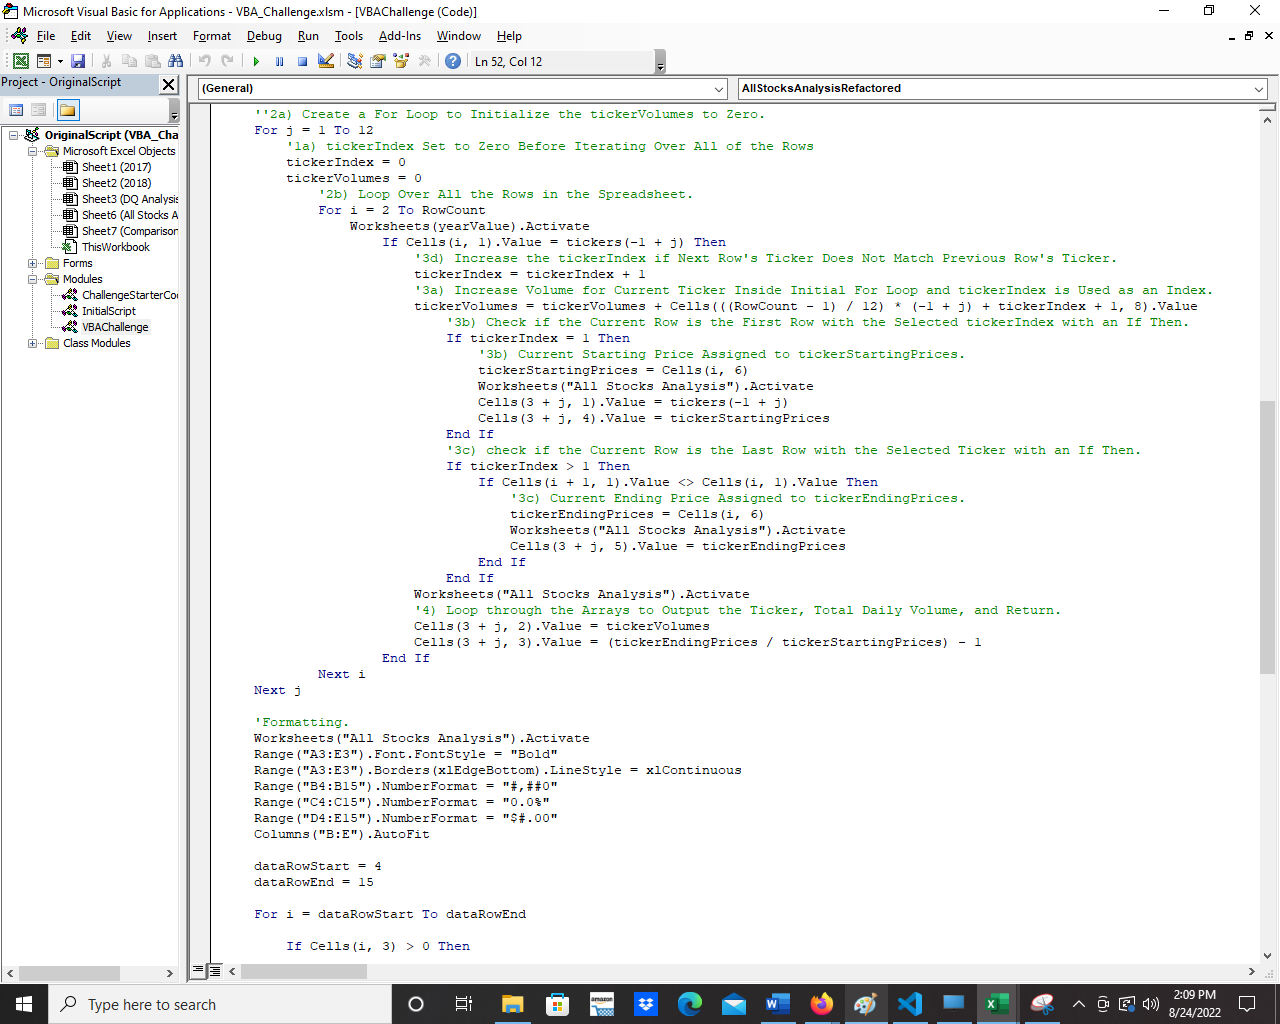 Microsoft Visual Basic for Applications - VBA_Challenge.xlsm - [VBAChallenge (Code)]
File Edit View Insert Format Debug Run Tools Add-Ins Window Help
Ln 52, Col 12
Project - OriginalScript
OriginalScript (VBA_Cha
Microsoft Excel Objects
Sheet1 (2017)
Sheet2 (2018)
Sheet3 (DQ Analysis
Sheet6 (All Stocks A
Sheet7 (Comparison
ThisWorkbook
Forms
Modules
ChallengeStarterCo
InitialScript
VBAChallenge
Class Modules
(General)
AllStocksAnalysisRefactored
''2a) Create a For Loop to Initialize the tickerVolumes to Zero.
For j = 1 To 12
'1a) tickerIndex Set to Zero Before Iterating Over All of the Rows
tickerIndex = 0
tickerVolumes = 0
'2b) Loop Over All the Rows in the Spreadsheet.
For i = 2 To RowCount
Worksheets(yearValue).Activate
If Cells(i, 1).Value = tickers(-1 + j) Then
'3d) Increase the tickerIndex if Next Row's Ticker Does Not Match Previous Row's Ticker.
tickerIndex = tickerIndex + 1
'3a) Increase Volume for Current Ticker Inside Initial For Loop and tickerIndex is Used as an Index.
tickerVolumes = tickerVolumes + Cells(((RowCount - 1) / 12) * (-1 + j) + tickerIndex + 1, 8).Value
'3b) Check if the Current Row is the First Row with the Selected tickerIndex with an If Then.
If tickerIndex = 1 Then
'3b) Current Starting Price Assigned to tickerStartingPrices.
tickerStartingPrices = Cells(i, 6)
Worksheets("All Stocks Analysis").Activate
Cells(3 + j, 1).Value = tickers(-1 + j)
Cells(3 + j, 4).Value = tickerStartingPrices
End If
'3c) check if the Current Row is the Last Row with the Selected Ticker with an If Then.
If tickerIndex > 1 Then
If Cells(i + 1, 1).Value <> Cells(i, 1).Value Then
'3c) Current Ending Price Assigned to tickerEndingPrices.
tickerEndingPrices = Cells(i, 6)
Worksheets("All Stocks Analysis").Activate
Cells(3 + j, 5).Value = tickerEndingPrices
End If
End If
Worksheets("All Stocks Analysis").Activate
'4) Loop through the Arrays to Output the Ticker, Total Daily Volume, and Return.
Cells(3 + j, 2).Value = tickerVolumes
Cells(3 + j, 3).Value = (tickerEndingPrices / tickerStartingPrices) - 1
End If
Next i
Next j
'Formatting.
Worksheets("All Stocks Analysis").Activate
Range("A3:E3").Font.FontStyle = "Bold"
Range("A3:E3").Borders(xlEdgeBottom).LineStyle = xlContinuous
Range("B4:B15").NumberFormat = "#,##0"
Range("C4:C15").NumberFormat = "0.0%"
Range("D4:E15").NumberFormat = "$#.00"
Columns("B:E").AutoFit
dataRowStart = 4
dataRowEnd = 15
For i = dataRowStart To dataRowEnd
If Cells(i, 3) > 0 Then
Type here to search
amazon
2:09 PM
8/24/2022